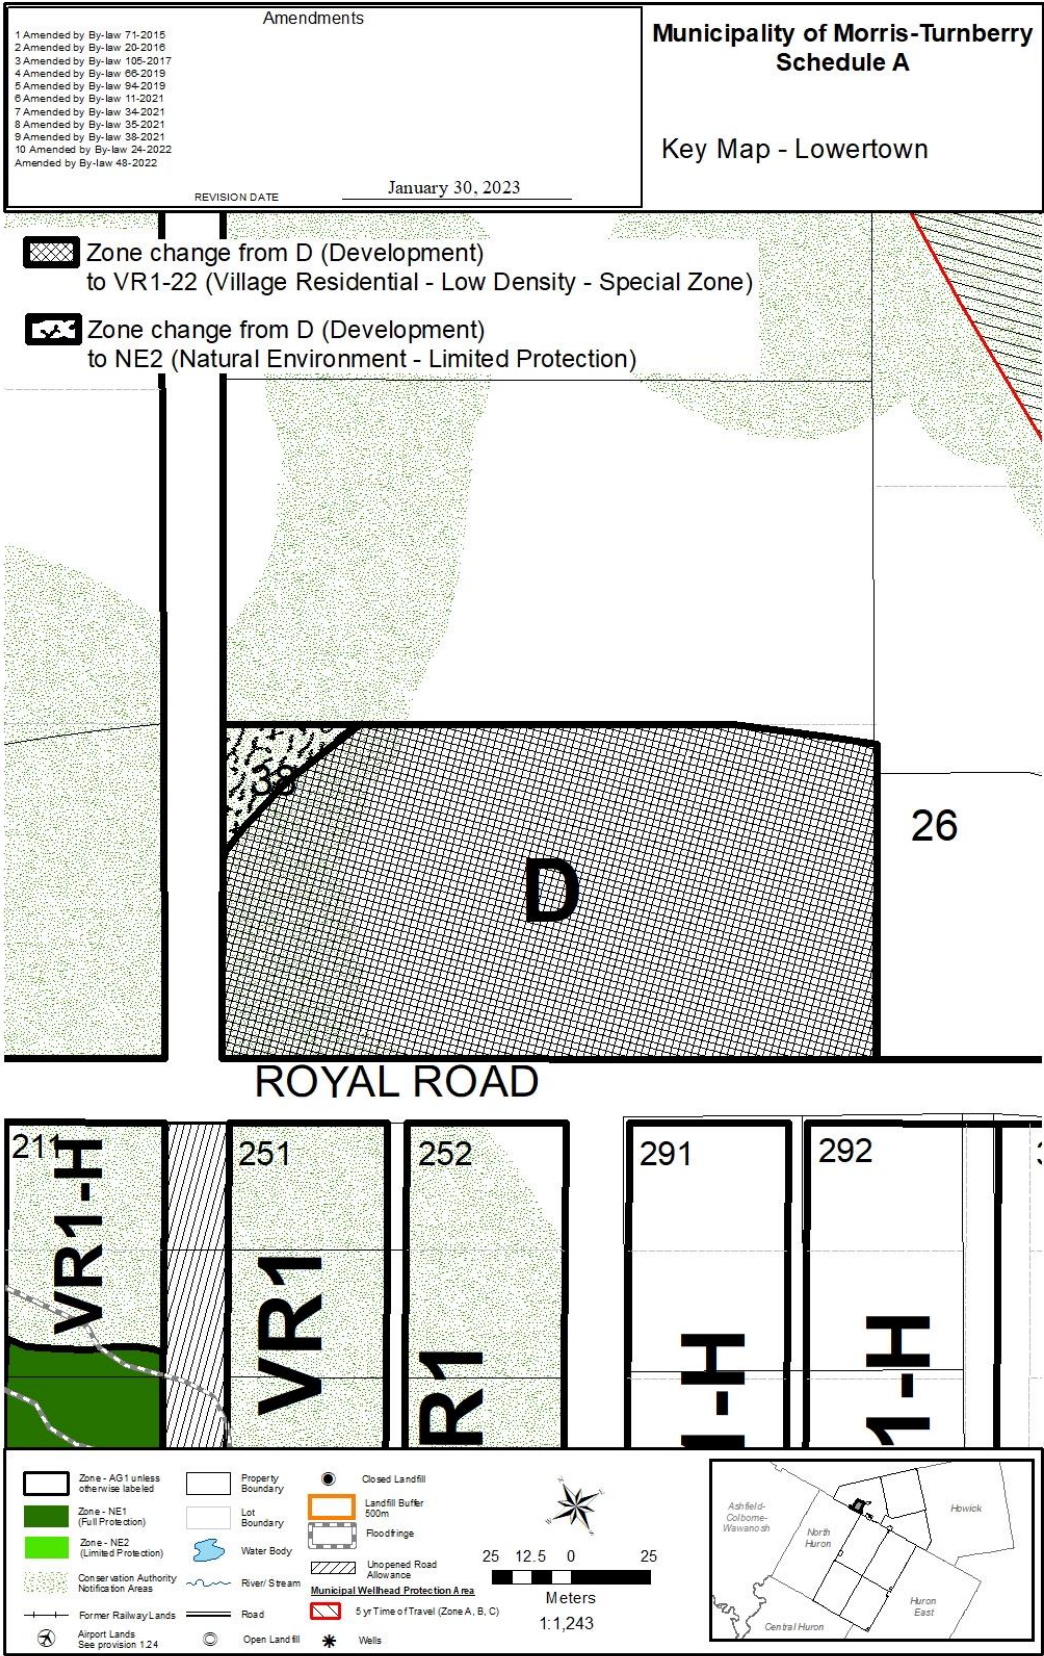 Amendments
1 Amended by By-law 71-2015
2 Amended by By-law 20-2016
3 Amended by By-law 105-2017
4 Amended by By-law 66-2019
5 Amended by By-law 94-2019
6 Amended by By-law 11-2021
7 Amended by By-law 34-2021
8 Amended by By-law 35-2021
9 Amended by By-law 38-2021
10 Amended by By-law 24-2022
Amended by By-law 48-2022
REVISION DATE January 30, 2023
Municipality of Morris-Turnberry
Schedule A
Key Map - Lowertown
Zone change from D (Development)
to VR1-22 (Village Residential - Low Density - Special Zone)
Zone change from D (Development)
to NE2 (Natural Environment - Limited Protection)
38
D
26
ROYAL ROAD
211
VR1-H
251
VR1
252
R1
291
1-H
292
1-H
Zone - AG1 unless
otherwise labeled
Zone - NE1
(Full Protection)
Zone - NE2
(Limited Protection)
Conservation Authority
Notification Areas
Former Railway Lands
Airport Lands
See provision 1.24
Property
Boundary
Lot
Boundary
Water Body
River/ Stream
Road
Open Landfill
Closed Landfill
Landfill Buffer
500m
Floodfringe
Unopened Road
Allowance
Municipal Wellhead Protection Area
5 yr Time of Travel (Zone A, B, C)
Wells
N
E
S
W
25 12.5 0 25
Meters
1:1,243
Ashfield-
Colborne-
Wawanosh
North
Huron
Howick
Huron
East
Central Huron